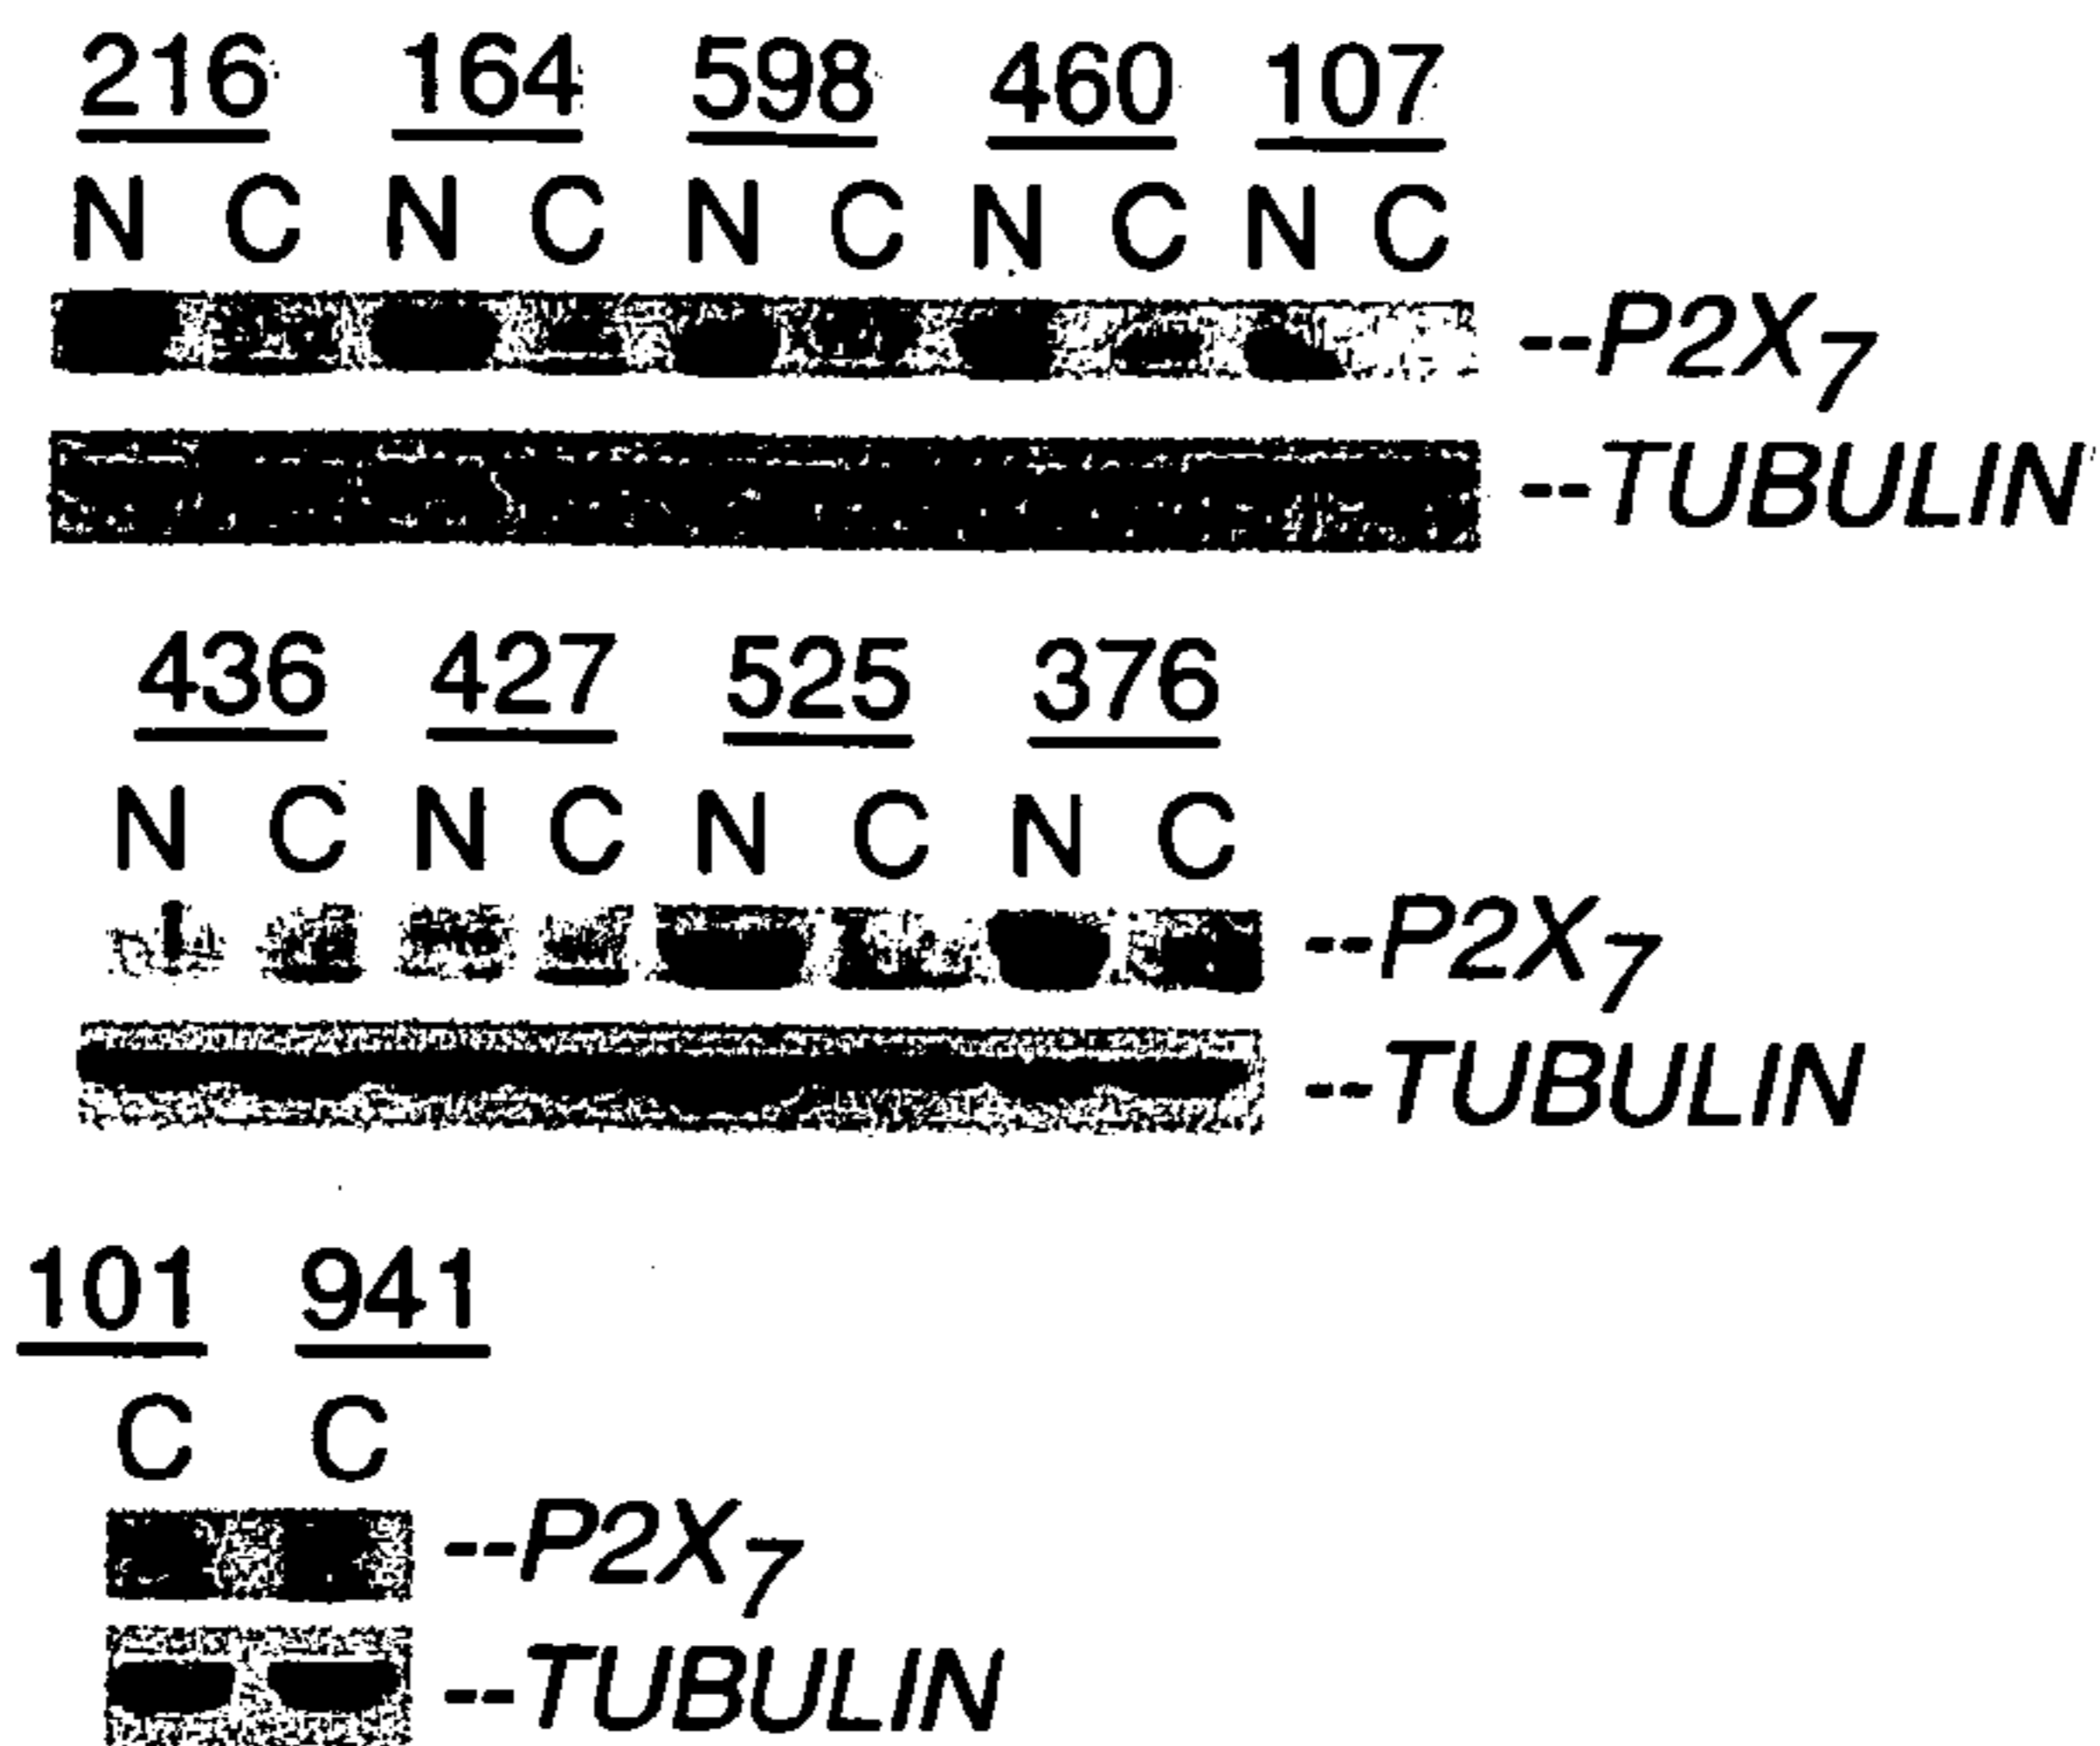 216 164 598 460 107
N C N C N C N C N C
--P2X7
--TUBULIN
436 427 525 376
N C N C N C N C
--P2X7
--TUBULIN
101 941
C C
--P2X7
--TUBULIN